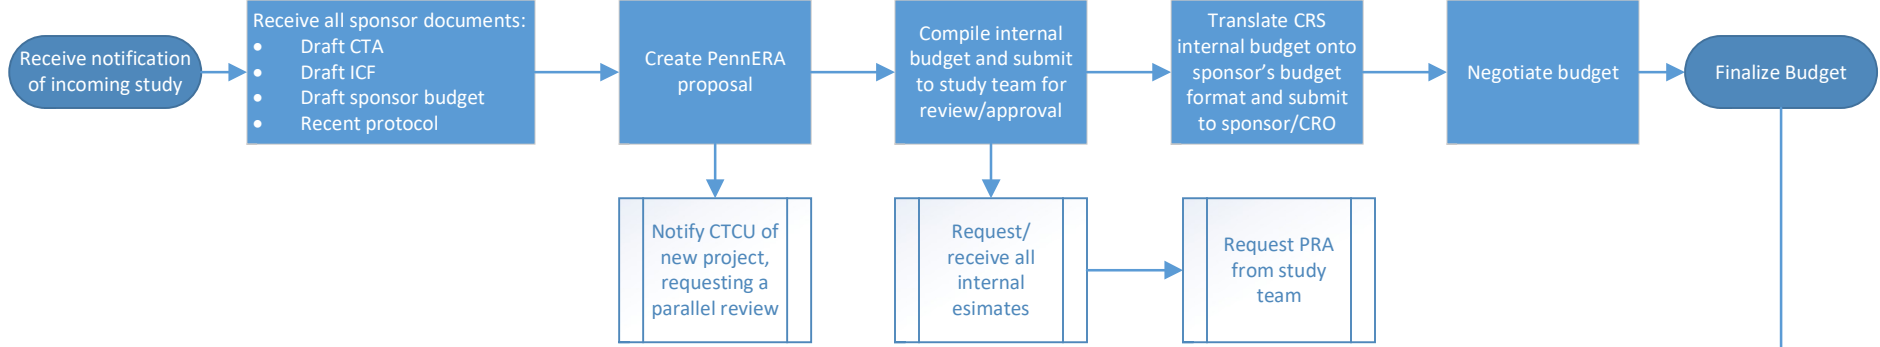 Receive notification
of incoming study
Receive all sponsor documents:
• Draft CTA
• Draft ICF
• Draft sponsor budget
• Recent protocol
Create PennERA
proposal
Compile internal
budget and submit
to study team for
review/approval
Translate CRS
internal budget onto
sponsor’s budget
format and submit
to sponsor/CRO
Negotiate budget
Finalize Budget
Notify CTCU of
new project,
requesting a
parallel review
Request/
receive all
internal
esimates
Request PRA
from study
team